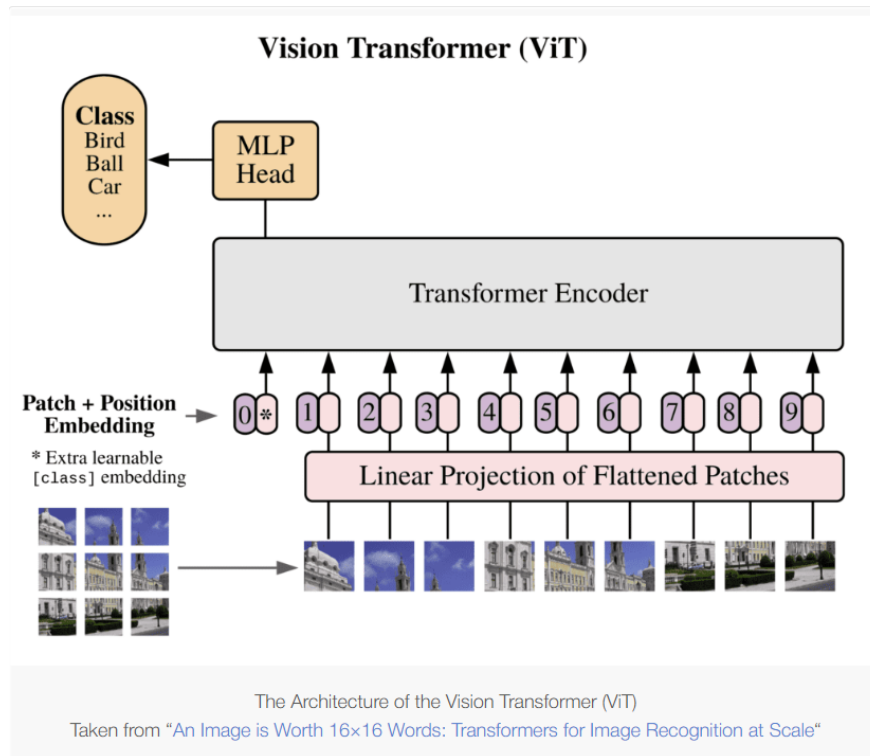 Vision Transformer (ViT)
Class
Bird
Ball
Car
...
MLP
Head
Transformer Encoder
Patch + Position
Embedding
0 * 1 2 3 4 5 6 7 8 9
* Extra learnable
[class] embedding
Linear Projection of Flattened Patches
The Architecture of the Vision Transformer (ViT)
Taken from “An Image is Worth 16×16 Words: Transformers for Image Recognition at Scale“